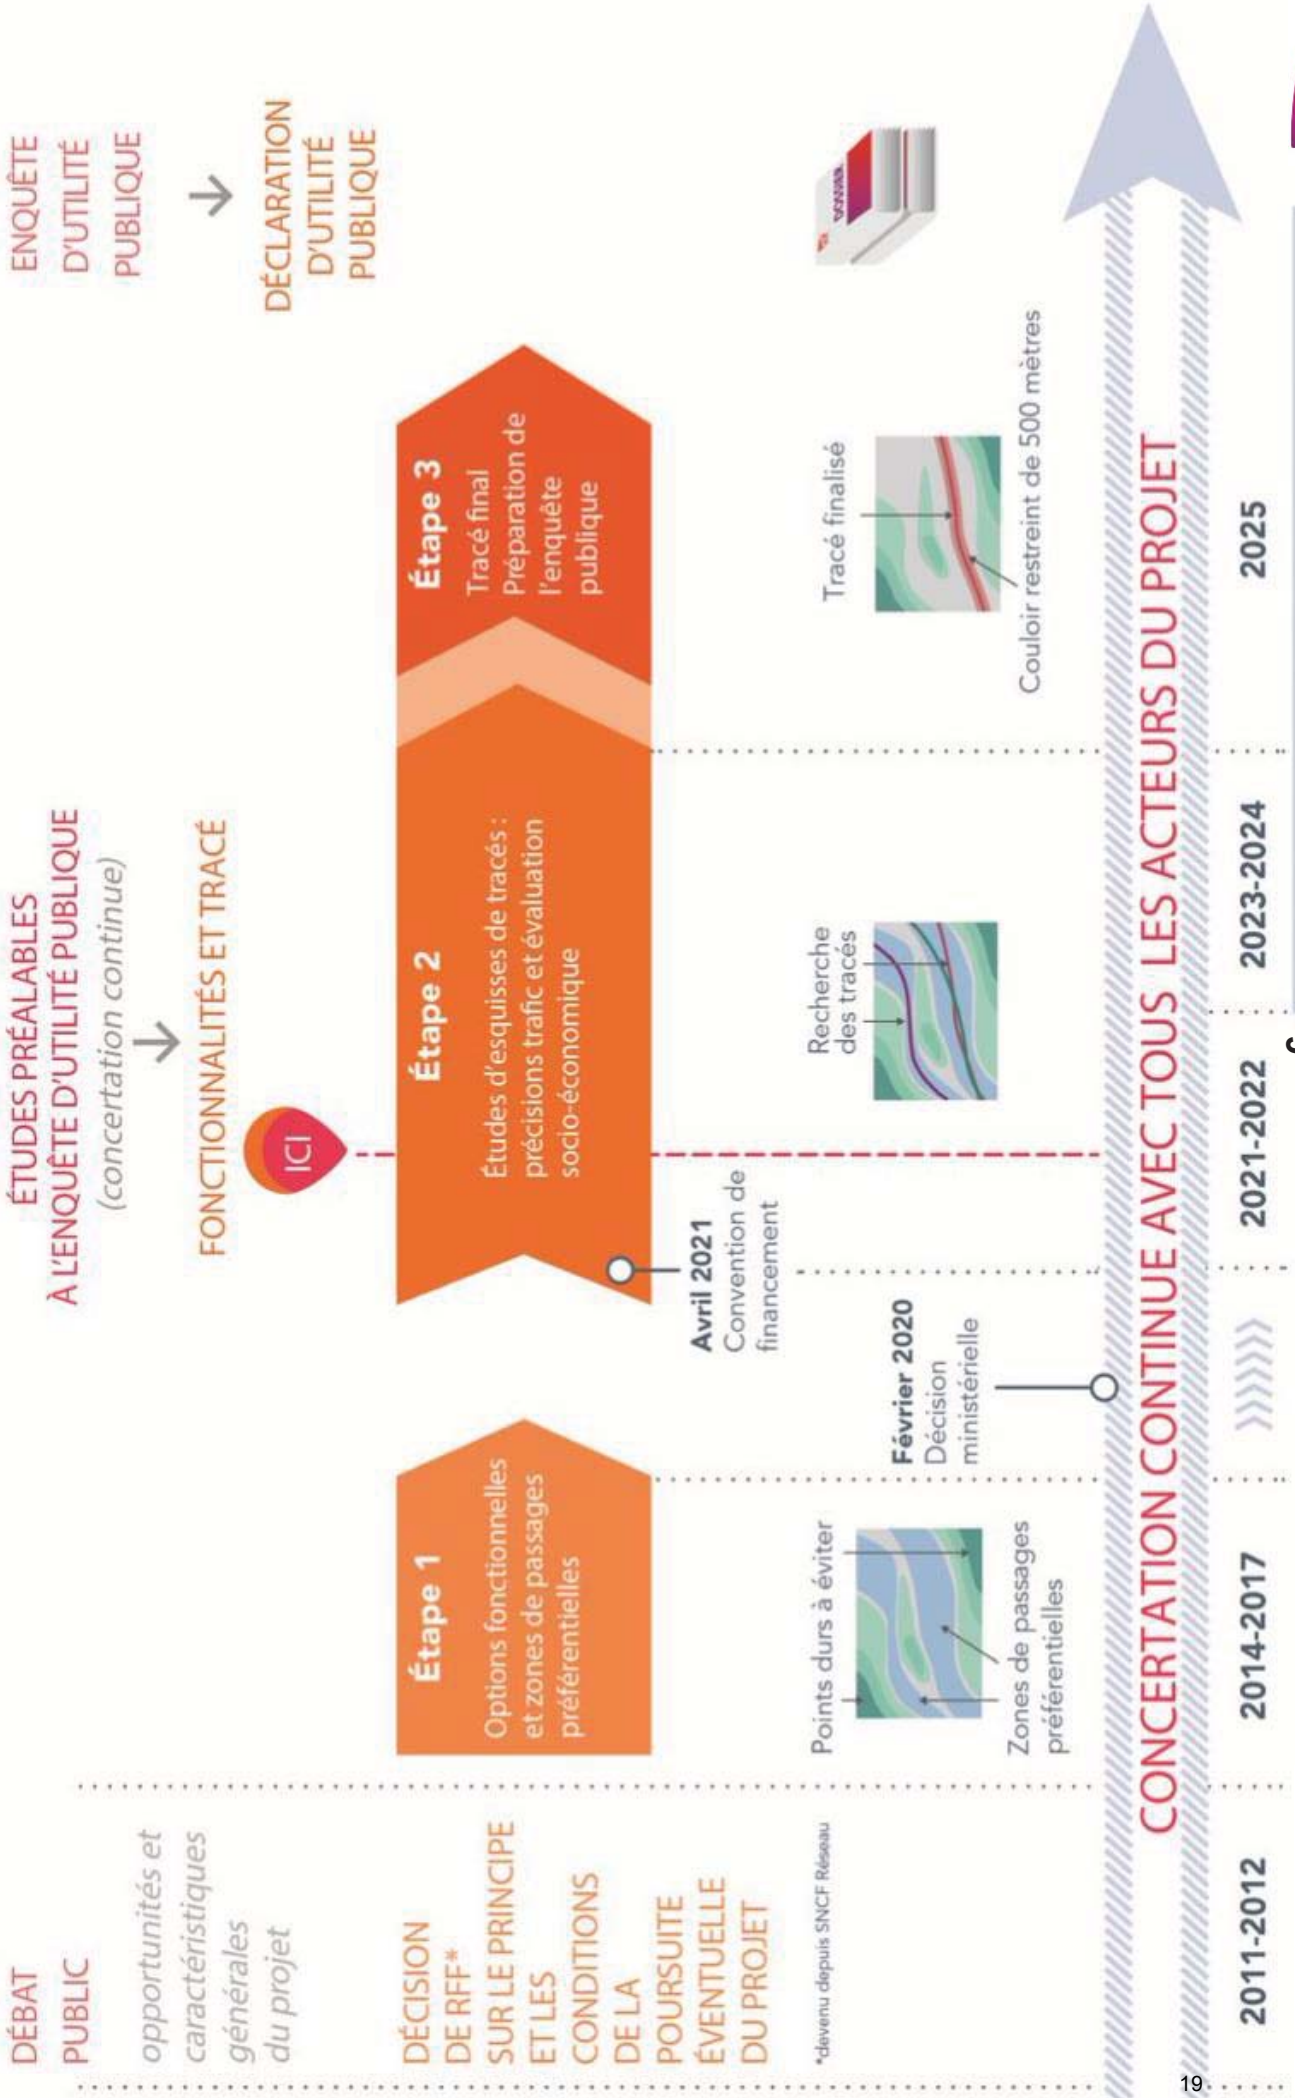 DÉBAT
PUBLIC
opportunités et
caractéristiques
générales
du projet
DÉCISION
DE RFF*
SUR LE PRINCIPE
ET LES
CONDITIONS
DE LA
POURSUITE
ÉVENTUELLE
DU PROJET
*devenu depuis SNCF Réseau
ÉTUDES PRÉALABLES
À L'ENQUÊTE D'UTILITÉ PUBLIQUE
(concertation continue)
FONCTIONNALITÉS ET TRACÉ
ICI
ENQUÊTE
D'UTILITÉ
PUBLIQUE
DÉCLARATION
D'UTILITÉ
PUBLIQUE
Étape 1
Options fonctionnelles
et zones de passages
préférentielles
Étape 2
Études d'esquisses de tracés :
précisions trafic et évaluation
socio-économique
Étape 3
Tracé final
Préparation de
l'enquête
publique
Avril 2021
Convention de
financement
Février 2020
Décision
ministérielle
Points durs à éviter
Zones de passages
préférentielles
Recherche
des tracés
Tracé finalisé
Couloir restreint de 500 mètres
DOSSIER
CONCERTATION CONTINUE AVEC TOUS LES ACTEURS DU PROJET
2011-2012
2014-2017
2021-2022
2023-2024
2025
19